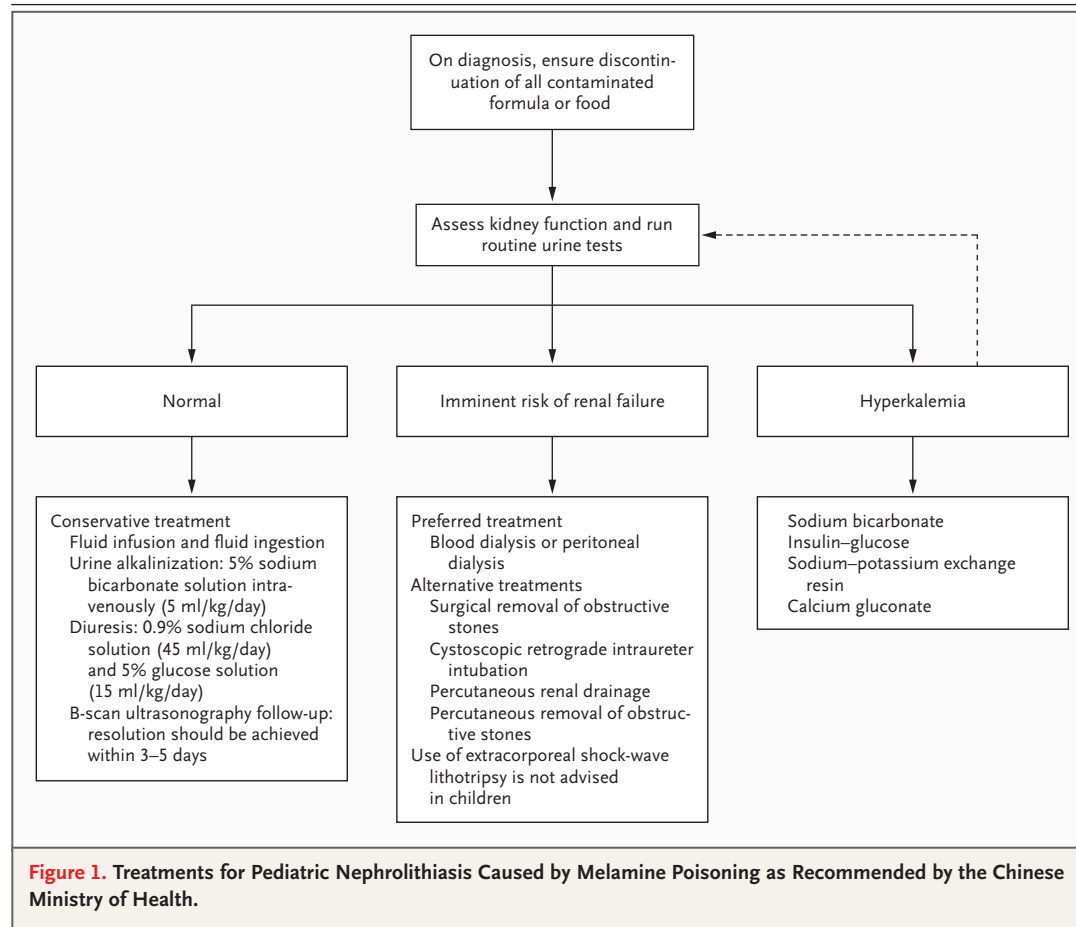 On diagnosis, ensure discontin-
uation of all contaminated
formula or food
Assess kidney function and run
routine urine tests
Normal
Imminent risk of renal failure
Hyperkalemia
Conservative treatment
Fluid infusion and fluid ingestion
Urine alkalinization: 5% sodium
bicarbonate solution intra-
venously (5 ml/kg/day)
Diuresis: 0.9% sodium chloride
solution (45 ml/kg/day)
and 5% glucose solution
(15 ml/kg/day)
B-scan ultrasonography follow-up:
resolution should be achieved
within 3–5 days
Preferred treatment
Blood dialysis or peritoneal
dialysis
Alternative treatments
Surgical removal of obstructive
stones
Cystoscopic retrograde intraureter
intubation
Percutaneous renal drainage
Percutaneous removal of obstruc-
tive stones
Use of extracorporeal shock-wave
lithotripsy is not advised
in children
Sodium bicarbonate
Insulin–glucose
Sodium–potassium exchange
resin
Calcium gluconate
Figure 1. Treatments for Pediatric Nephrolithiasis Caused by Melamine Poisoning as Recommended by the Chinese
Ministry of Health.